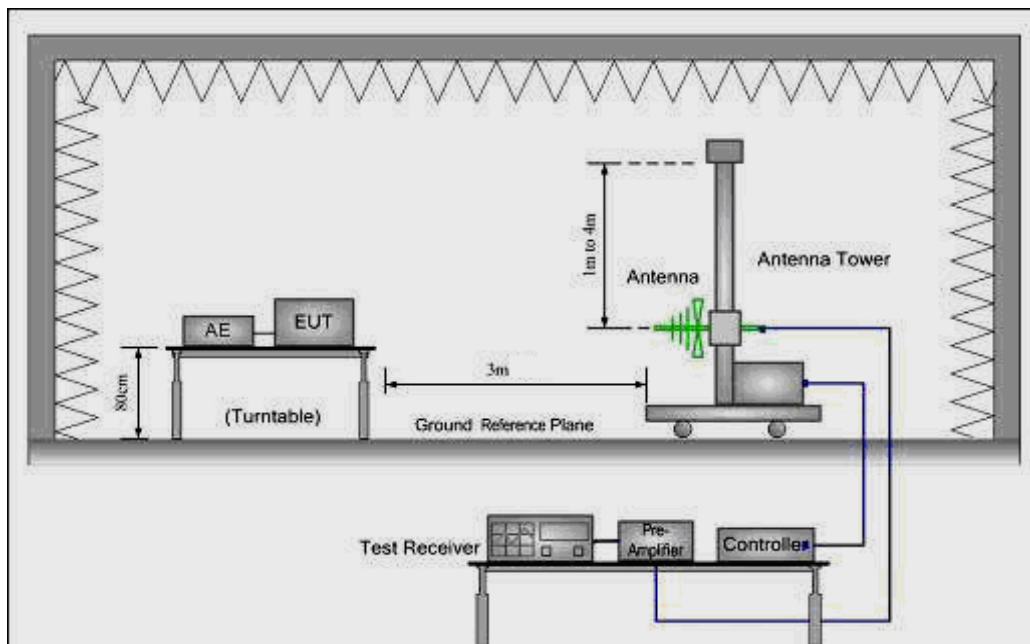 1m to 4m
Antenna
Antenna Tower
AE
EUT
80cm
(Turntable)
3m
Ground Reference Plane
Test Receiver
Pre-
Amplifier
Controller